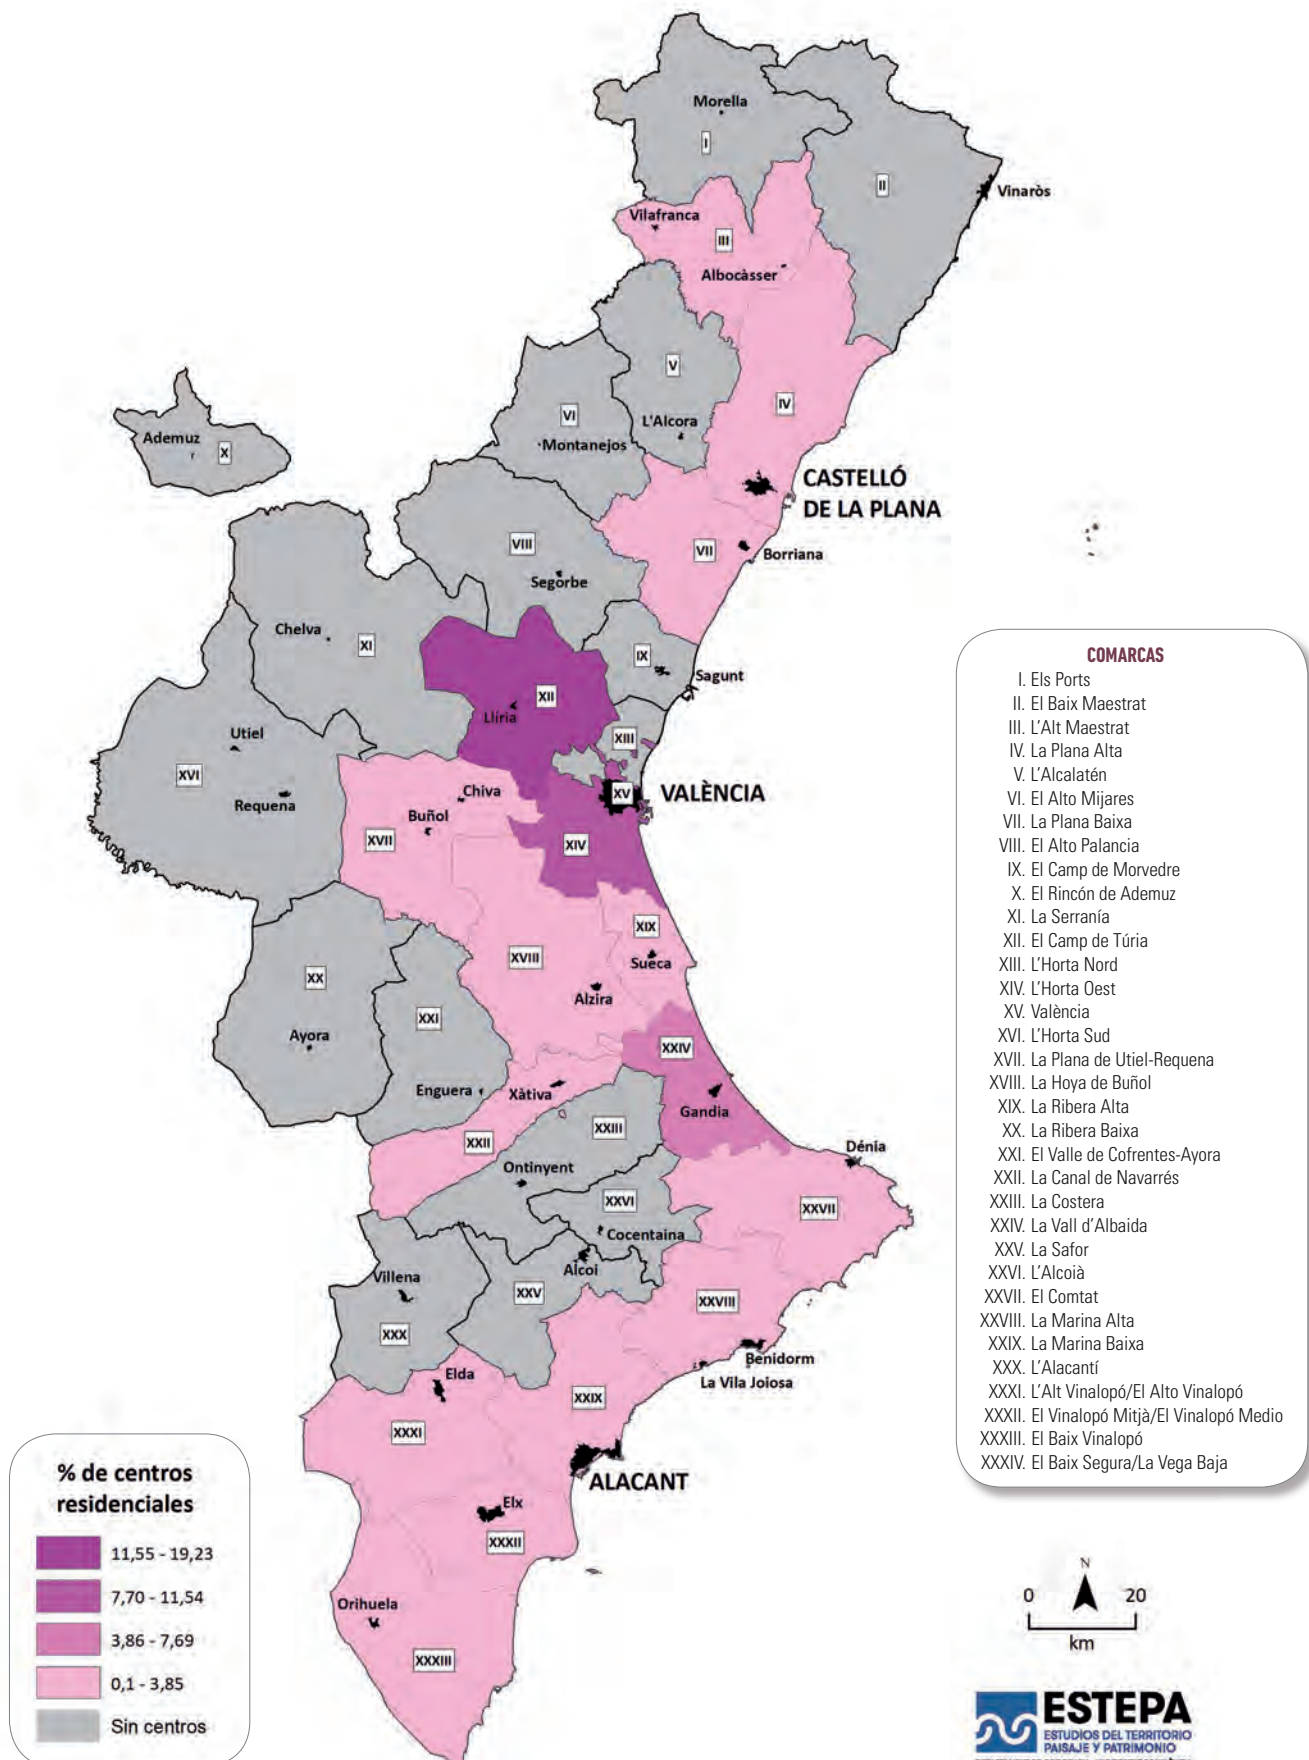 Morella
I
II
Vinaròs
Vilafranca
III
Albocàsser
V
IV
VI
L'Alcora
Ademuz
X
Montanejos
CASTELLÓ
DE LA PLANA
VIII
VII
Borriana
Segorbe
Chelva
XI
IX
Sagunt
XII
Llíria
Utiel
XIII
XVI
Requena
Chiva
XV
VALÈNCIA
Buñol
XVII
XIV
XIX
XVIII
Sueca
XX
Alzira
XXI
Ayora
XXIV
Enguera
Xàtiva
Gandia
XXIII
XXII
Dénia
Ontinyent
XXVI
XXVII
Cocentaina
Villena
Alcoi
XXV
XXVIII
XXX
Benidorm
Elda
La Vila Joiosa
XXIX
XXXI
ALACANT
Elx
XXXII
Orihuela
XXXIII
COMARCAS
I. Els Ports
II. El Baix Maestrat
III. L'Alt Maestrat
IV. La Plana Alta
V. L'Alcalatén
VI. El Alto Mijares
VII. La Plana Baixa
VIII. El Alto Palancia
IX. El Camp de Morvedre
X. El Rincón de Ademuz
XI. La Serranía
XII. El Camp de Túria
XIII. L'Horta Nord
XIV. L'Horta Oest
XV. València
XVI. L'Horta Sud
XVII. La Plana de Utiel-Requena
XVIII. La Hoya de Buñol
XIX. La Ribera Alta
XX. La Ribera Baixa
XXI. El Valle de Cofrentes-Ayora
XXII. La Canal de Navarrés
XXIII. La Costera
XXIV. La Vall d'Albaida
XXV. La Safor
XXVI. L'Alcoià
XXVII. El Comtat
XXVIII. La Marina Alta
XXIX. La Marina Baixa
XXX. L'Alacantí
XXXI. L'Alt Vinalopó/El Alto Vinalopó
XXXII. El Vinalopó Mitjà/El Vinalopó Medio
XXXIII. El Baix Vinalopó
XXXIV. El Baix Segura/La Vega Baja
% de centros
residenciales
11,55 - 19,23
7,70 - 11,54
3,86 - 7,69
0,1 - 3,85
Sin centros
N
0 20
km
ESTEPA
ESTUDIOS DEL TERRITORIO
PAISAJE Y PATRIMONIO